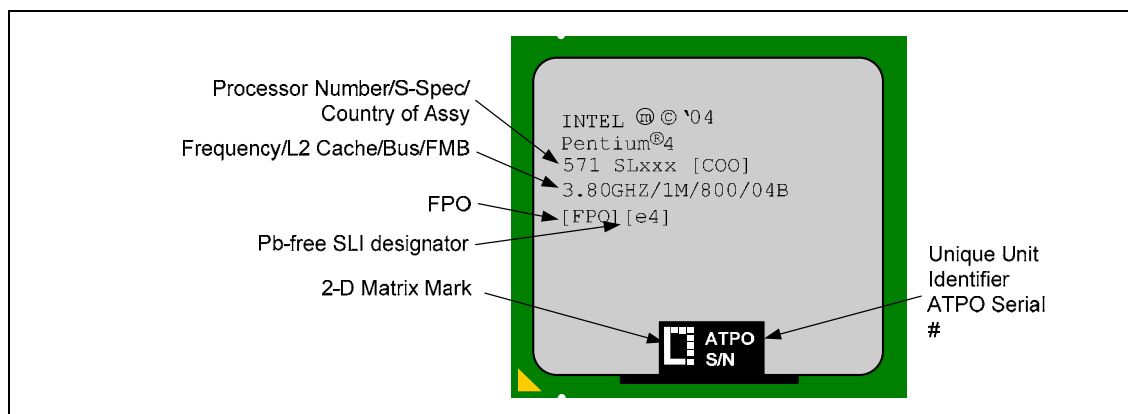 Processor Number/S-Spec/
Country of Assy
Frequency/L2 Cache/Bus/FMB
FPO
Pb-free SLI designator
2-D Matrix Mark
INTEL ⓜ © '04
Pentium®4
571 SLxxx [COO]
3.80GHZ/1M/800/04B
[FPO] [e4]
ATPO
S/N
Unique Unit
Identifier
ATPO Serial
#